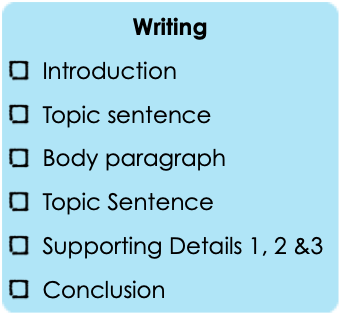 Writing
Introduction
Topic sentence
Body paragraph
Topic Sentence
Supporting Details 1, 2 &3
Conclusion